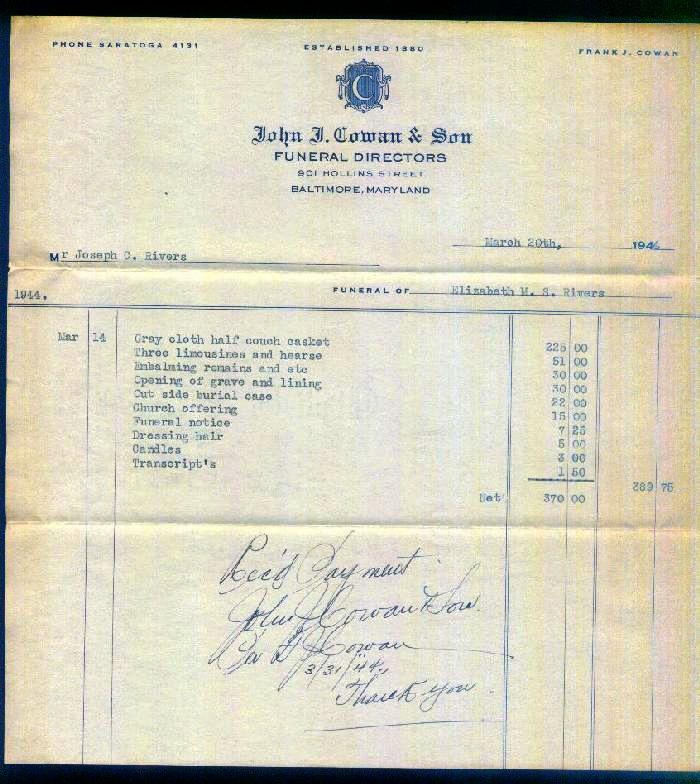 PHONE SARATOGA 4131 ESTABLISHED 1880 FRANK J. COWAN
C
John J. Cowan & Son
FUNERAL DIRECTORS
901 HOLLINS STREET
BALTIMORE, MARYLAND
March 20th, 1944
Mr Joseph C. Rivers
1944. FUNERAL OF Elizabeth M. S. Rivers
Mar 14 Gray cloth half couch casket 225 00
Three limousines and hearse 51 00
Embalming remains and etc 30 00
Opening of grave and lining 30 00
Cut side burial case 22 00
Church offering 15 00
Funeral notice 7 25
Dressing hair 5 00
Candles 3 00
Transcript's 1 50
389 75
Net 370 00
Rec'd Payment
John J Cowan & Son.
Cowan
3/31/44.
Thank you